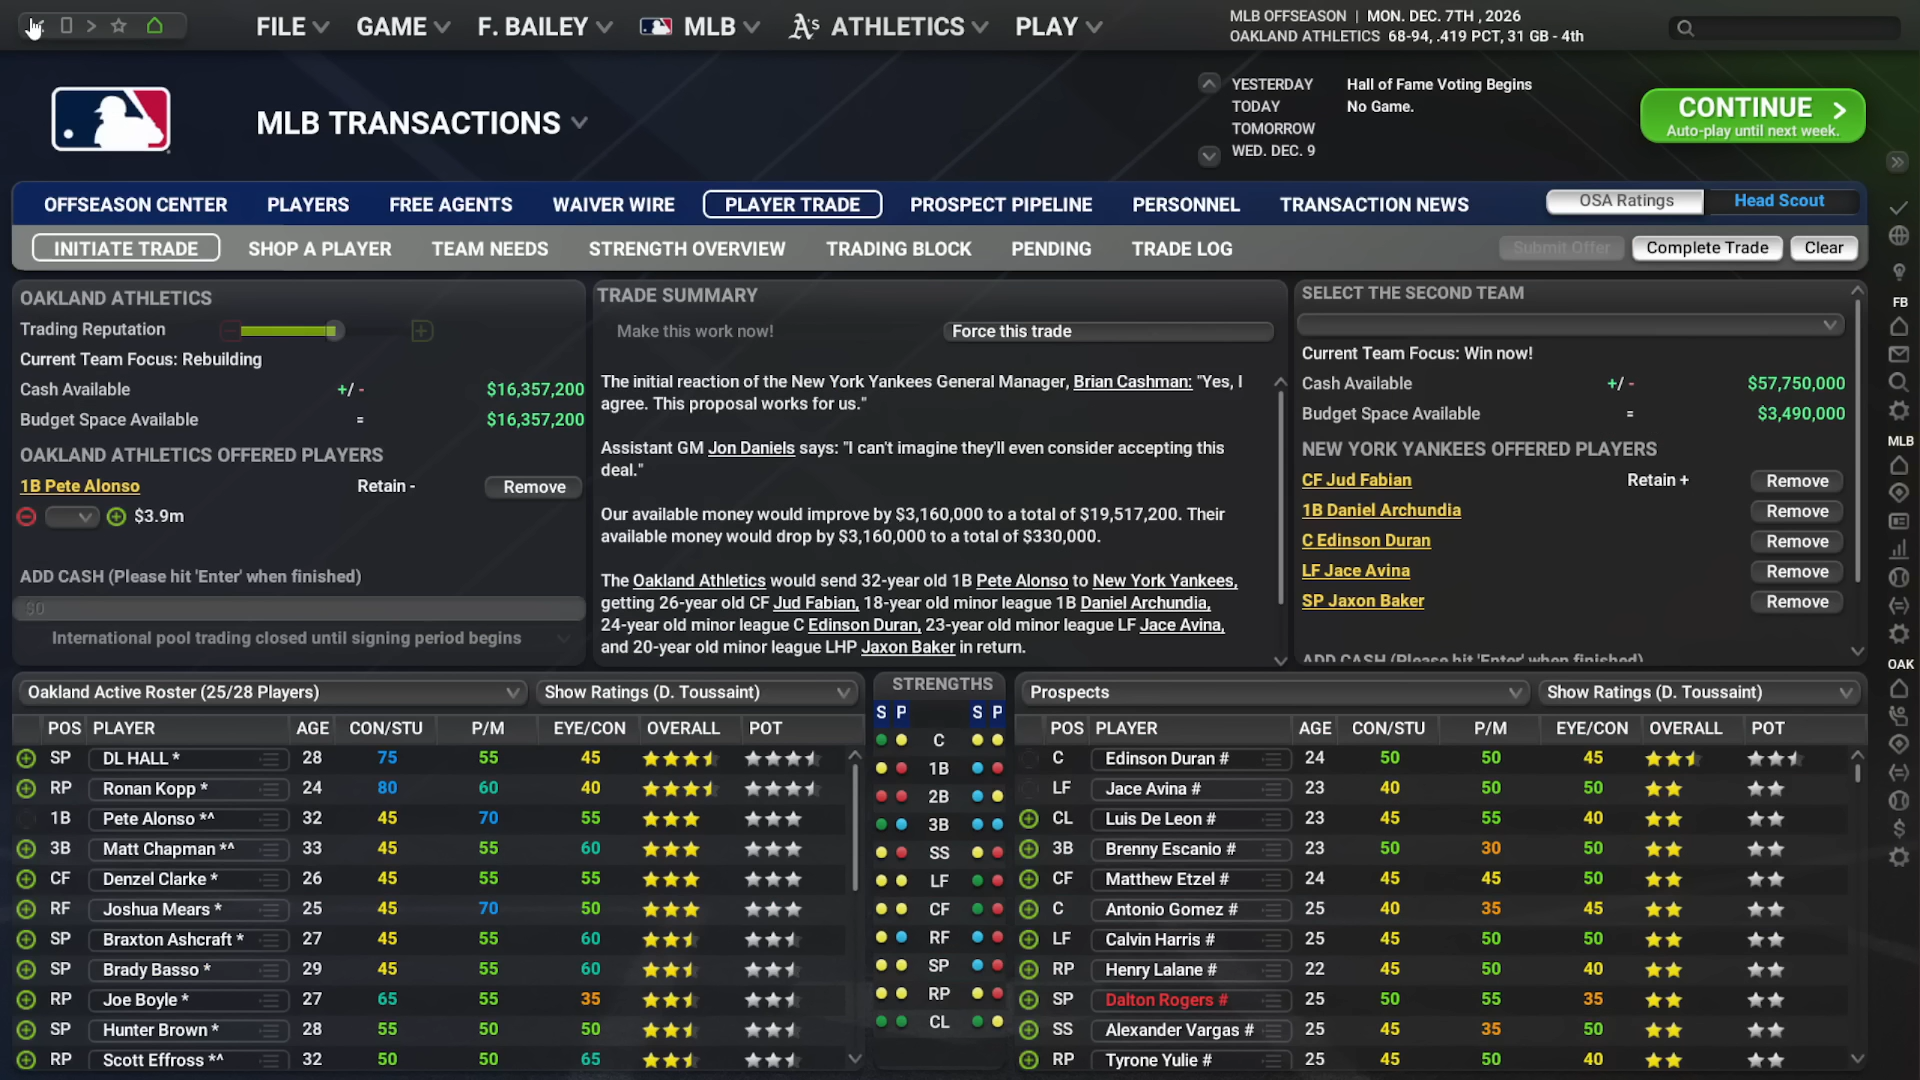 FILE GAME F. BAILEY MLB A's ATHLETICS PLAY
MLB OFFSEASON | MON. DEC. 7TH , 2026
OAKLAND ATHLETICS 68-94, .419 PCT, 31 GB - 4th
MLB TRANSACTIONS
YESTERDAY Hall of Fame Voting Begins
TODAY No Game.
TOMORROW
WED. DEC. 9
CONTINUE
Auto-play until next week.
OFFSEASON CENTER PLAYERS FREE AGENTS WAIVER WIRE PLAYER TRADE PROSPECT PIPELINE PERSONNEL TRANSACTION NEWS OSA Ratings Head Scout
INITIATE TRADE SHOP A PLAYER TEAM NEEDS STRENGTH OVERVIEW TRADING BLOCK PENDING TRADE LOG Submit Offer Complete Trade Clear
OAKLAND ATHLETICS
Trading Reputation
Current Team Focus: Rebuilding
Cash Available +/ - $16,357,200
Budget Space Available = $16,357,200
OAKLAND ATHLETICS OFFERED PLAYERS
1B Pete Alonso Retain - Remove
$3.9m
ADD CASH (Please hit 'Enter' when finished)
$0
International pool trading closed until signing period begins
TRADE SUMMARY
Make this work now! Force this trade
The initial reaction of the New York Yankees General Manager, Brian Cashman: "Yes, I
agree. This proposal works for us."
Assistant GM Jon Daniels says: "I can't imagine they'll even consider accepting this
deal."
Our available money would improve by $3,160,000 to a total of $19,517,200. Their
available money would drop by $3,160,000 to a total of $330,000.
The Oakland Athletics would send 32-year old 1B Pete Alonso to New York Yankees,
getting 26-year old CF Jud Fabian, 18-year old minor league 1B Daniel Archundia,
24-year old minor league C Edinson Duran, 23-year old minor league LF Jace Avina,
and 20-year old minor league LHP Jaxon Baker in return.
SELECT THE SECOND TEAM
Current Team Focus: Win now!
Cash Available +/ - $57,750,000
Budget Space Available = $3,490,000
NEW YORK YANKEES OFFERED PLAYERS
CF Jud Fabian Retain + Remove
1B Daniel Archundia Remove
C Edinson Duran Remove
LF Jace Avina Remove
SP Jaxon Baker Remove
ADD CASH (Please hit 'Enter' when finished)
FB
MLB
OAK
Oakland Active Roster (25/28 Players) Show Ratings (D. Toussaint)
POS PLAYER AGE CON/STU P/M EYE/CON OVERALL POT
SP DL HALL * 28 75 55 45
RP Ronan Kopp * 24 80 60 40
1B Pete Alonso *^ 32 45 70 55
3B Matt Chapman *^ 33 45 55 60
CF Denzel Clarke * 26 45 55 55
RF Joshua Mears * 25 45 70 50
SP Braxton Ashcraft * 27 45 55 60
SP Brady Basso * 29 45 55 60
RP Joe Boyle * 27 65 55 35
SP Hunter Brown * 28 55 50 50
RP Scott Effross *^ 32 50 50 65
STRENGTHS
S P S P
C
1B
2B
3B
SS
LF
CF
RF
SP
RP
CL
Prospects Show Ratings (D. Toussaint)
POS PLAYER AGE CON/STU P/M EYE/CON OVERALL POT
C Edinson Duran # 24 50 50 45
LF Jace Avina # 23 40 50 50
CL Luis De Leon # 23 45 55 40
3B Brenny Escanio # 23 50 30 50
CF Matthew Etzel # 24 45 45 50
C Antonio Gomez # 25 40 35 45
LF Calvin Harris # 25 45 50 50
RP Henry Lalane # 22 45 50 40
SP Dalton Rogers # 25 50 55 35
SS Alexander Vargas # 25 45 35 50
RP Tyrone Yulie # 25 45 50 40